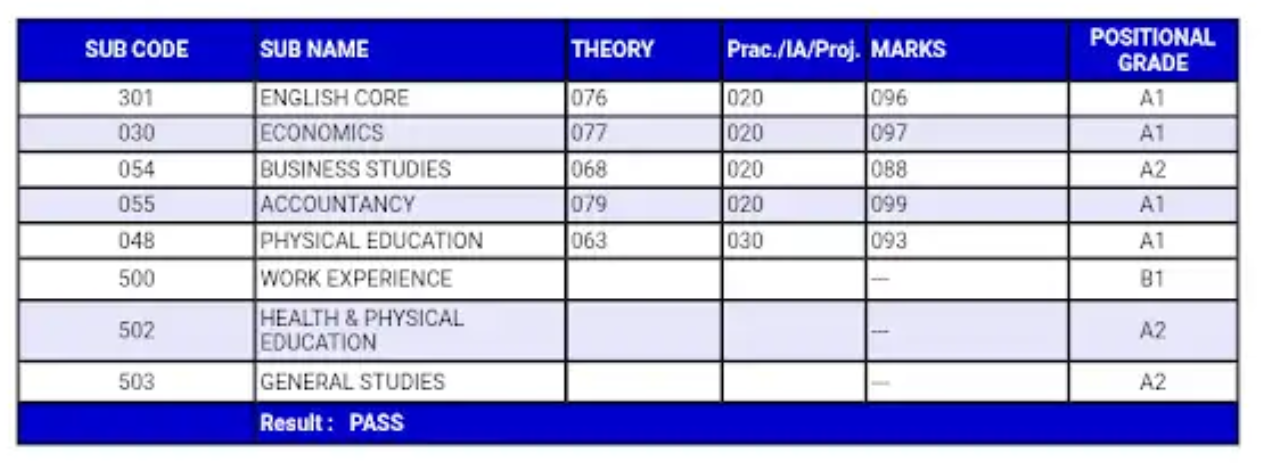 SUB CODE SUB NAME THEORY Prac./IA/Proj. MARKS POSITIONAL GRADE
301 ENGLISH CORE 076 020 096 A1
030 ECONOMICS 077 020 097 A1
054 BUSINESS STUDIES 068 020 088 A2
055 ACCOUNTANCY 079 020 099 A1
048 PHYSICAL EDUCATION 063 030 093 A1
500 WORK EXPERIENCE --- B1
502 HEALTH & PHYSICAL EDUCATION --- A2
503 GENERAL STUDIES --- A2
Result : PASS